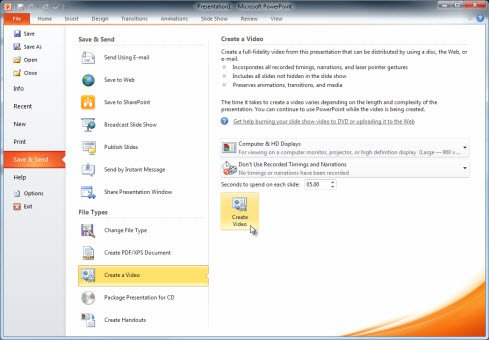 Presentation1 - Microsoft PowerPoint
File Home Insert Design Transitions Animations Slide Show Review View
Save
Save As
Open
Close
Info
Recent
New
Print
Save & Send
Help
Options
Exit
Save & Send
Send Using E-mail
Save to Web
Save to SharePoint
Broadcast Slide Show
Publish Slides
Send by Instant Message
Share Presentation Window
File Types
Change File Type
Create PDF/XPS Document
Create a Video
Package Presentation for CD
Create Handouts
Create a Video
Create a full-fidelity video from this presentation that can be distributed by using a disc, the Web, or
e-mail.
Incorporates all recorded timings, narrations, and laser pointer gestures
Includes all slides not hidden in the slide show
Preserves animations, transitions, and media
The time it takes to create a video varies depending on the length and complexity of the
presentation. You can continue to use PowerPoint while the video is being created.
Get help burning your slide show video to DVD or uploading it to the Web
Computer & HD Displays
For viewing on a computer monitor, projector, or high definition display (Large — 960 x ...
Don't Use Recorded Timings and Narrations
No timings or narrations have been recorded
Seconds to spend on each slide: 05.00
Create
Video